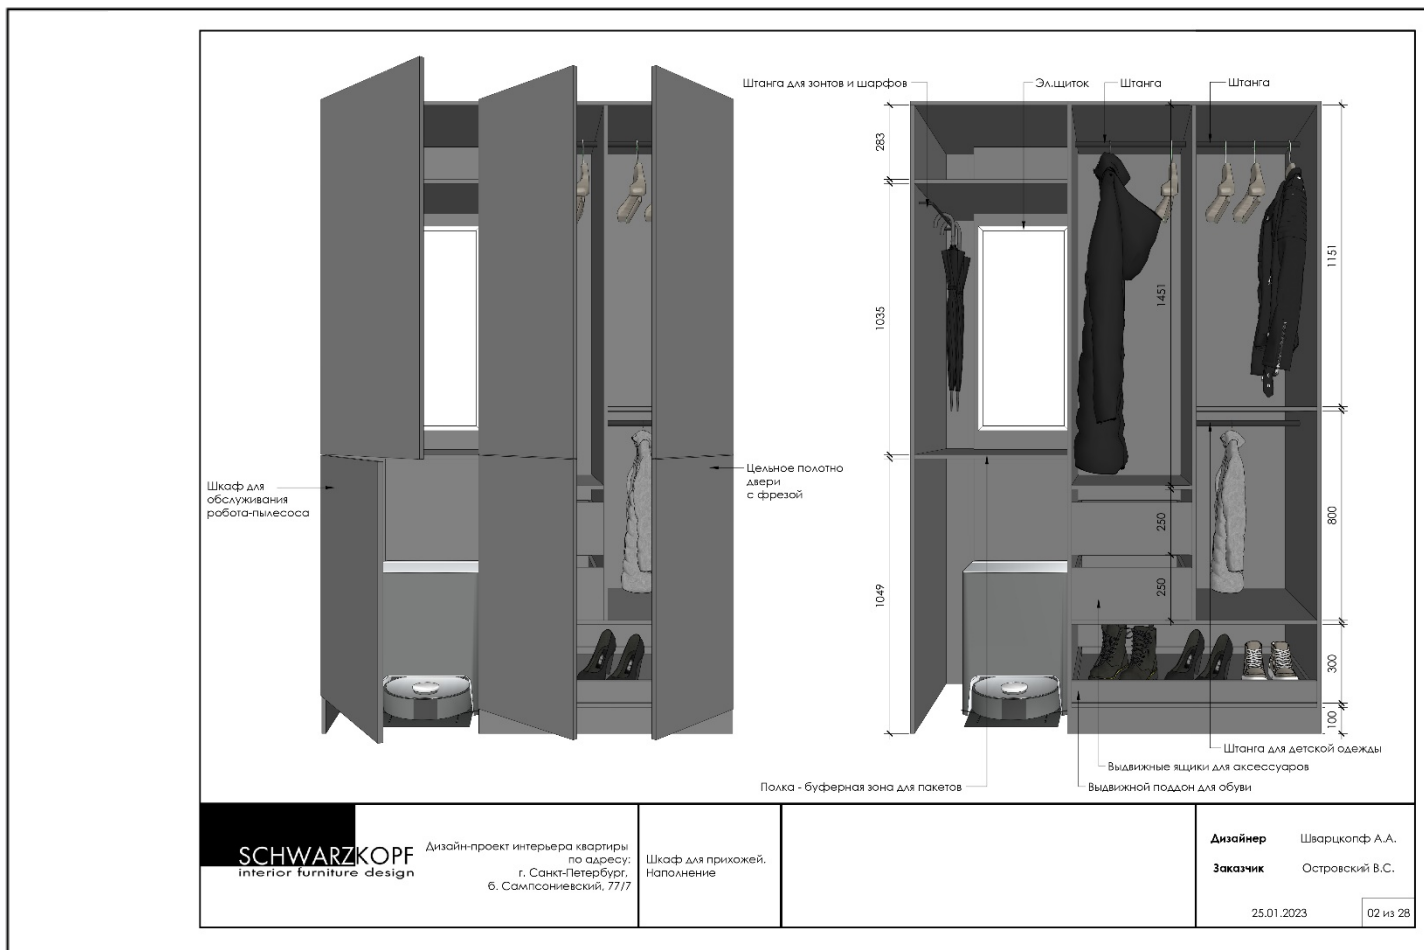 Штанга для зонтов и шарфов
Эл.щиток
Штанга
Штанга
283
1035
1049
1451
250
250
1151
800
300
100
Шкаф для
обслуживания
робота-пылесоса
Цельное полотно
двери
с фрезой
Штанга для детской одежды
Выдвижные ящики для аксессуаров
Полка - буферная зона для пакетов
Выдвижной поддон для обуви
SCHWARZKOPF
interior furniture design
Дизайн-проект интерьера квартиры
по адресу:
г. Санкт-Петербург,
б. Сампсониевский, 77/7
Шкаф для прихожей.
Наполнение
Дизайнер Шварцкопф А.А.
Заказчик Островский В.С.
25.01.2023
02 из 28